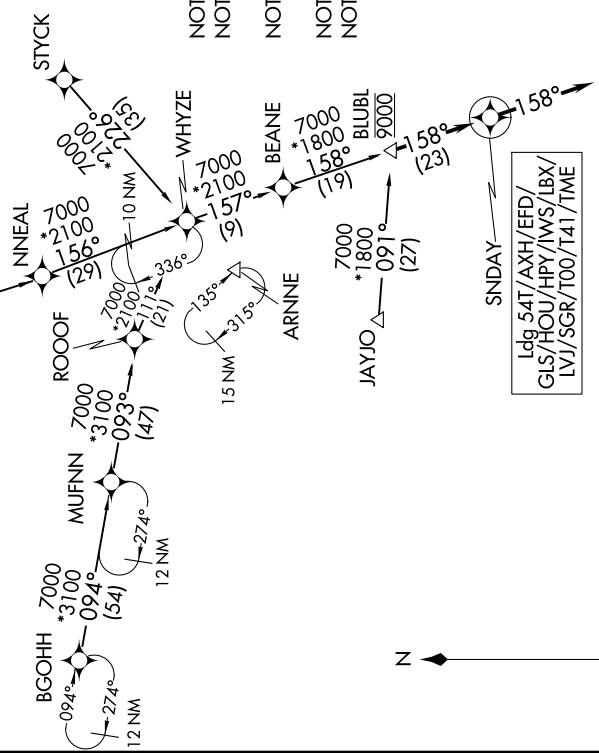 STYCK
7000
*2100
226°
(35)
NNEAL
7000
*2100
156°
(29)
WHYZE
10 NM
336°
7000
*2100
157°
(9)
ROOOF
7000
*2100
111°
(21)
BEANE
7000
*1800
158°
(19)
BLUBL
9000
158°
(23)
158°
SNDAY
135°
315°
15 NM
ARNNE
JAYJO
7000
*1800
091°
(27)
MUFNN
7000
*3100
093°
(47)
274°
12 NM
BGOHH
7000
*3100
094°
(54)
094°
274°
12 NM
Ldg 54T/AXH/EFD/
GLS/HOU/HPY/IWS/LBX/
LVJ/SGR/T00/T41/TME
N
NOT
NOT
NOT
NOT
NOT